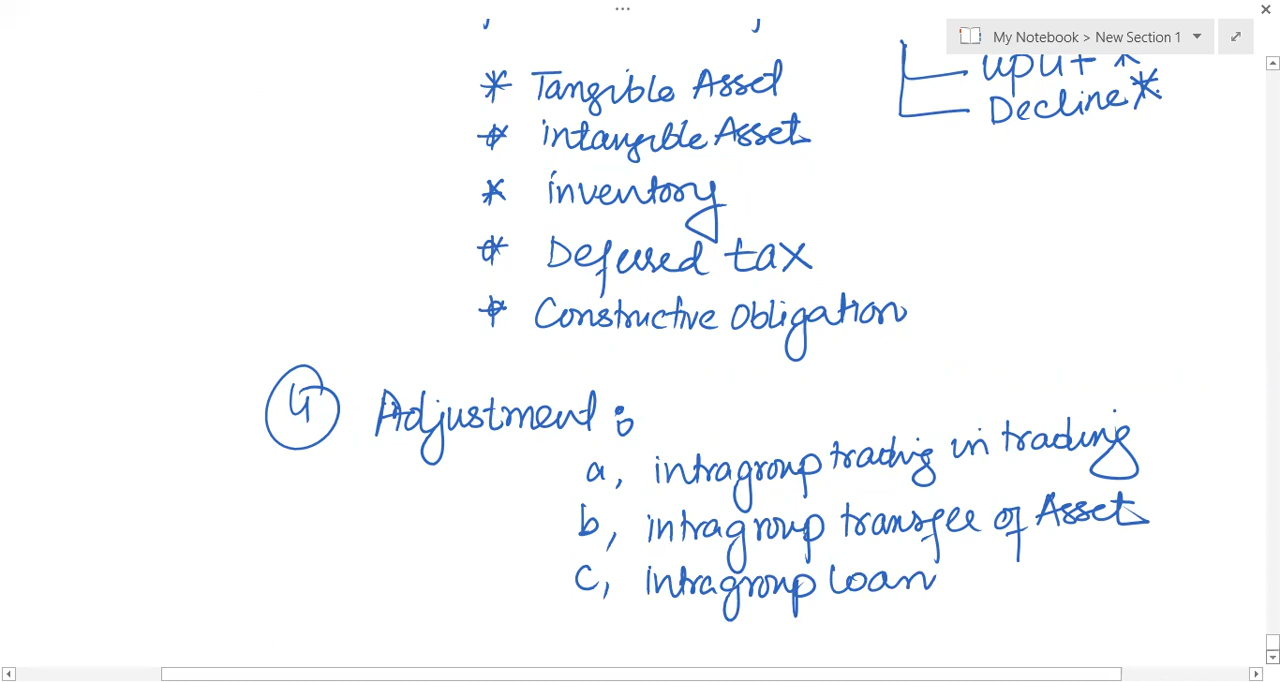 My Notebook > New Section 1
Decline *
* Tangible Asset
* intangible Asset
* inventory
* Deferred tax
* Constructive Obligation
4 Adjustment :
a, intragroup trading in trading
b, intragroup transfer of Asset
c, intragroup loan